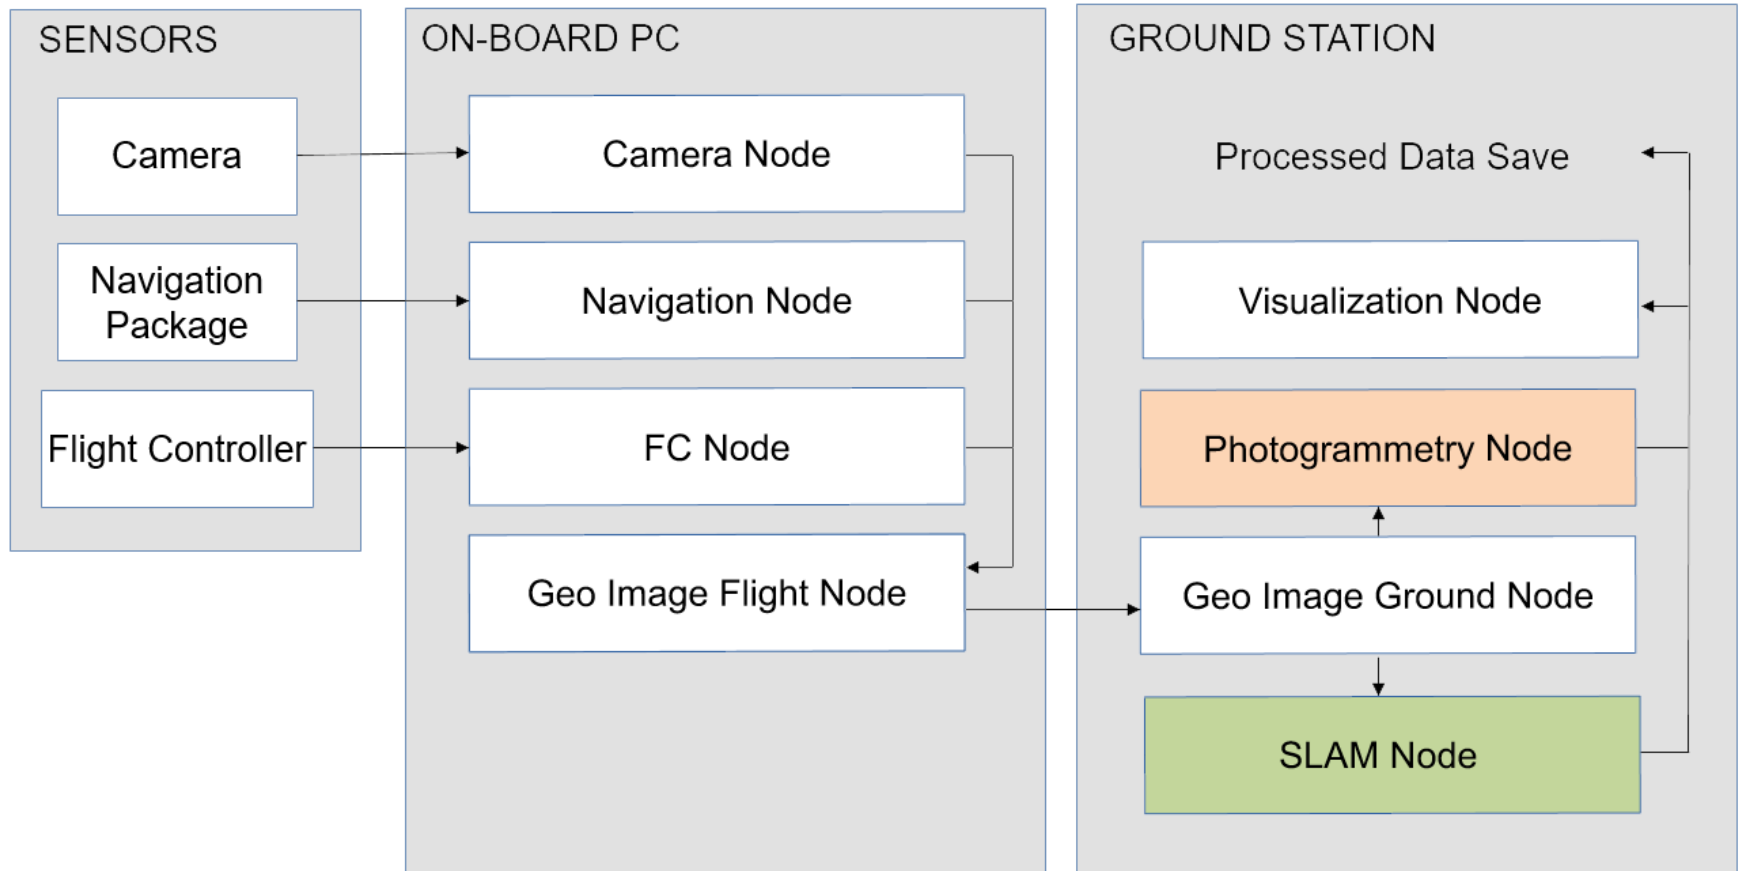 SENSORS
Camera
Navigation
Package
Flight Controller
ON-BOARD PC
Camera Node
Navigation Node
FC Node
Geo Image Flight Node
GROUND STATION
Processed Data Save
Visualization Node
Photogrammetry Node
Geo Image Ground Node
SLAM Node